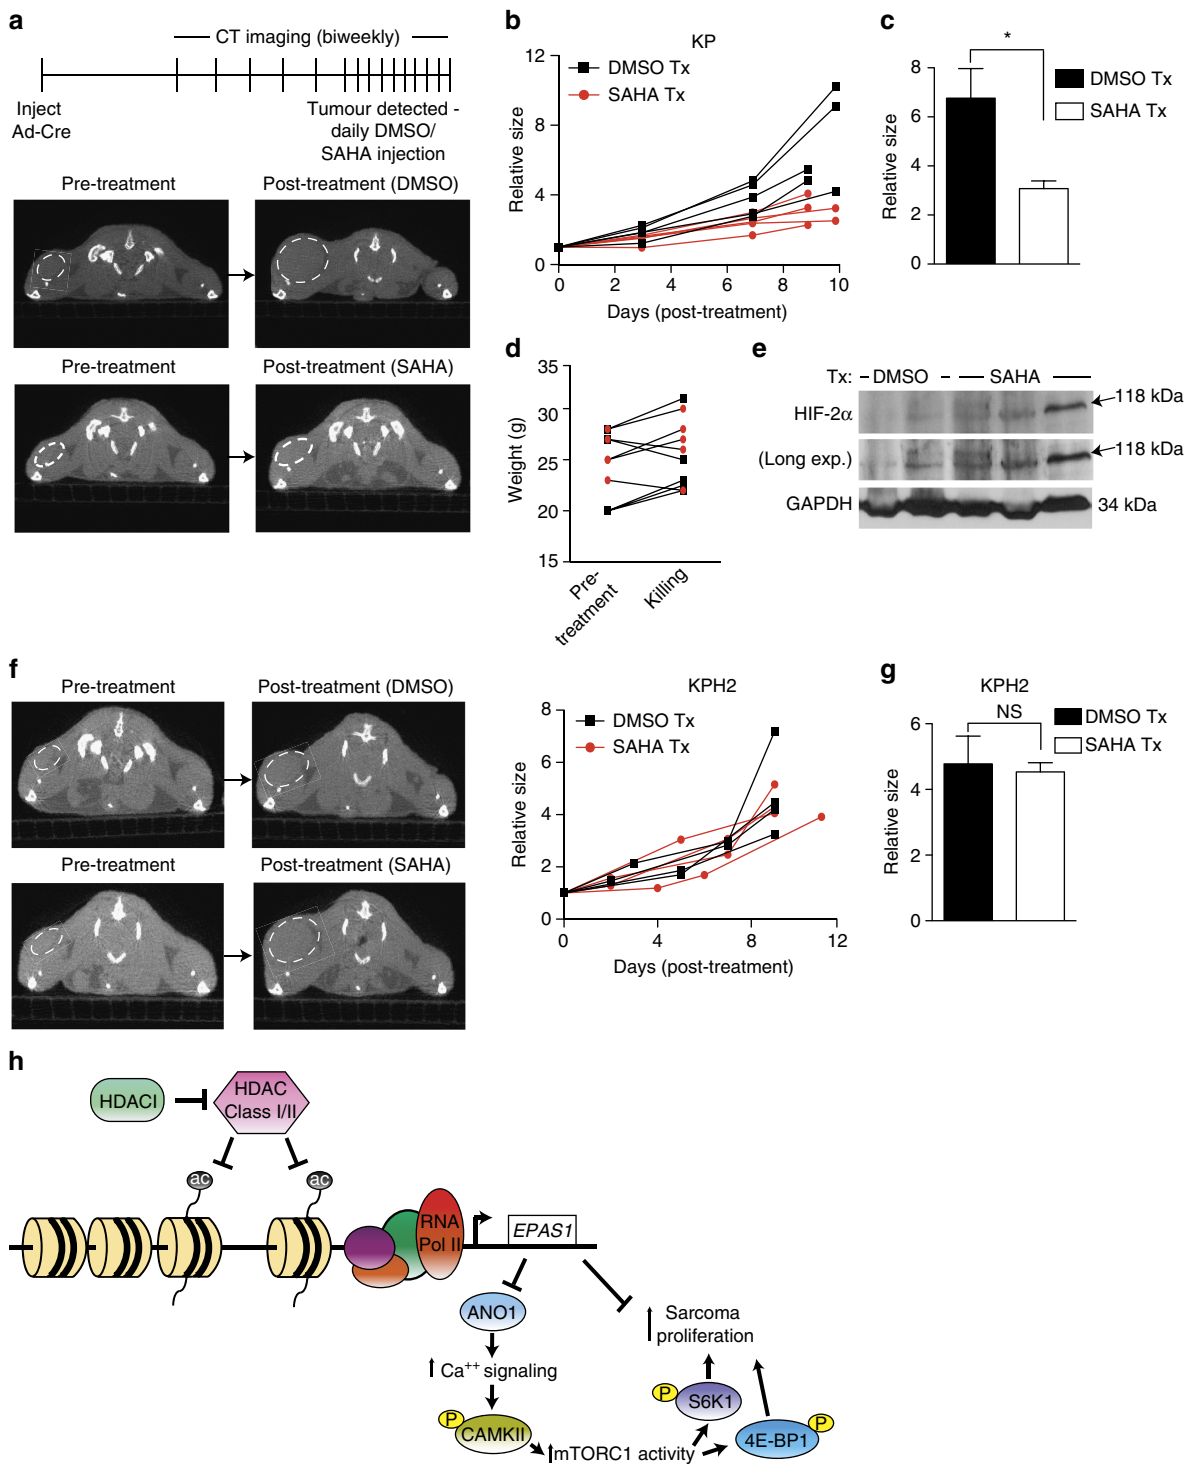 a
CT imaging (biweekly)
Inject
Ad-Cre
Tumour detected -
daily DMSO/
SAHA injection
Pre-treatment
Post-treatment (DMSO)
Pre-treatment
Post-treatment (SAHA)
b
KP
DMSO Tx
SAHA Tx
Relative size
12
8
4
0
0
2
4
6
8
10
Days (post-treatment)
c
*
DMSO Tx
SAHA Tx
Relative size
8
6
4
2
0
d
Weight (g)
35
30
25
20
15
Pre-
treatment
Killing
e
Tx:
DMSO
SAHA
HIF-2α
118 kDa
(Long exp.)
118 kDa
GAPDH
34 kDa
f
Pre-treatment
Post-treatment (DMSO)
Pre-treatment
Post-treatment (SAHA)
KPH2
DMSO Tx
SAHA Tx
Relative size
8
6
4
2
0
0
4
8
12
Days (post-treatment)
g
KPH2
NS
DMSO Tx
SAHA Tx
Relative size
6
4
2
0
h
HDACI
HDAC
Class I/II
ac
ac
RNA
Pol II
EPAS1
ANO1
Ca++ signaling
P
CAMKII
mTORC1 activity
P
S6K1
P
4E-BP1
Sarcoma
proliferation